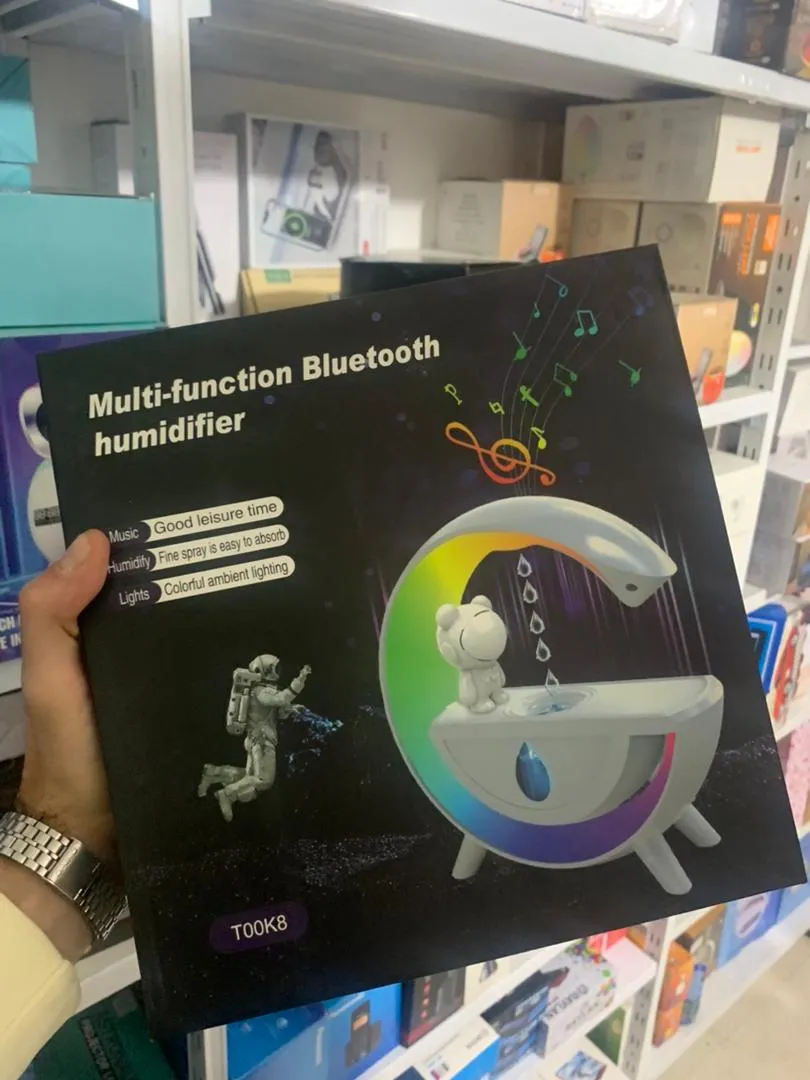 Multi-function Bluetooth
humidifier
Music Good leisure time
Humidify Fine spray is easy to absorb
Lights Colorful ambient lighting
T00K8